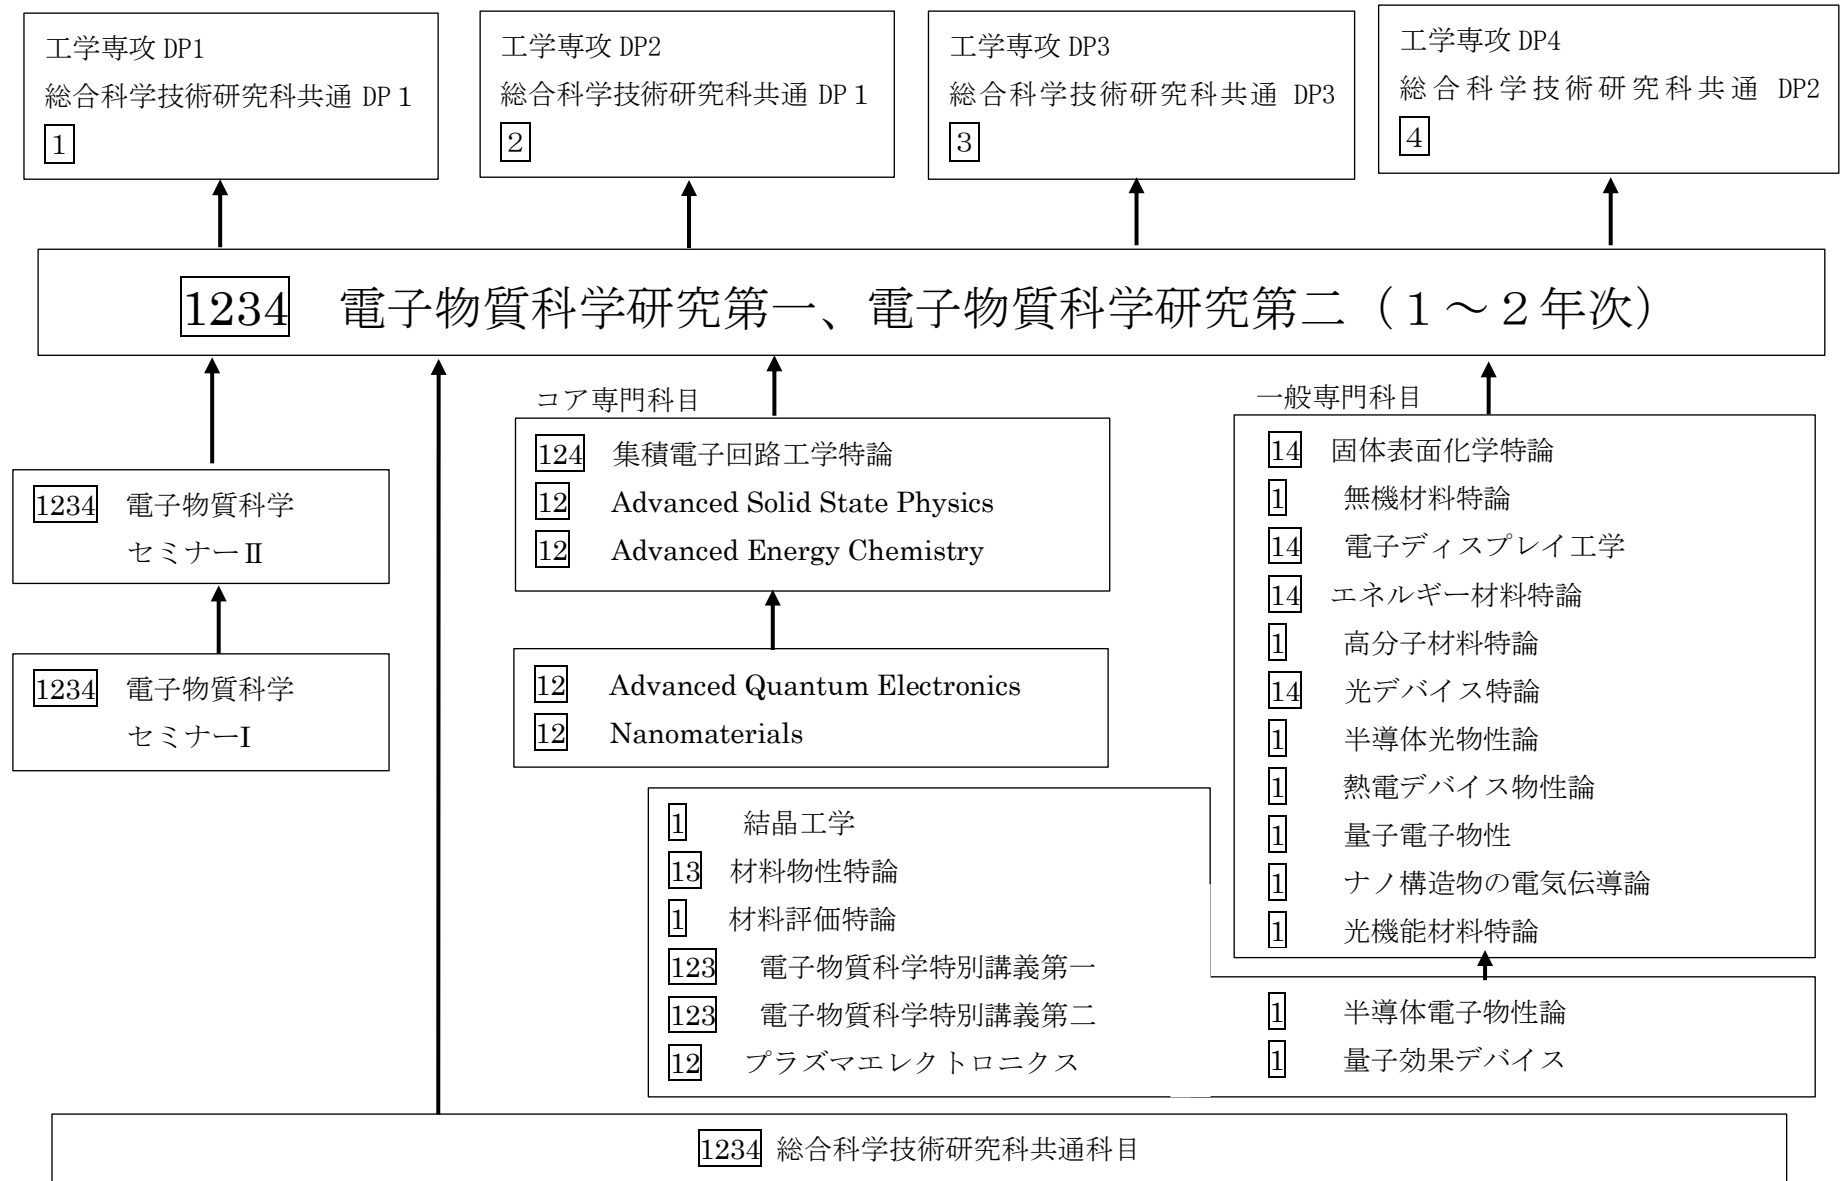 工学専攻 DP1
総合科学技術研究科共通 DP１
1
工学専攻 DP2
総合科学技術研究科共通 DP１
2
工学専攻 DP3
総合科学技術研究科共通 DP3
3
工学専攻 DP4
総合科学技術研究科共通 DP2
4
1234 電子物質科学研究第一、電子物質科学研究第二（１～２年次）
1234 電子物質科学
セミナーⅡ
1234 電子物質科学
セミナーI
コア専門科目
124 集積電子回路工学特論
12 Advanced Solid State Physics
12 Advanced Energy Chemistry
12 Advanced Quantum Electronics
12 Nanomaterials
一般専門科目
14 固体表面化学特論
1 無機材料特論
14 電子ディスプレイ工学
14 エネルギー材料特論
1 高分子材料特論
14 光デバイス特論
1 半導体光物性論
1 熱電デバイス物性論
1 量子電子物性
1 ナノ構造物の電気伝導論
1 光機能材料特論
1 結晶工学
13 材料物性特論
1 材料評価特論
123 電子物質科学特別講義第一
123 電子物質科学特別講義第二
12 プラズマエレクトロニクス
1 半導体電子物性論
1 量子効果デバイス
1234 総合科学技術研究科共通科目